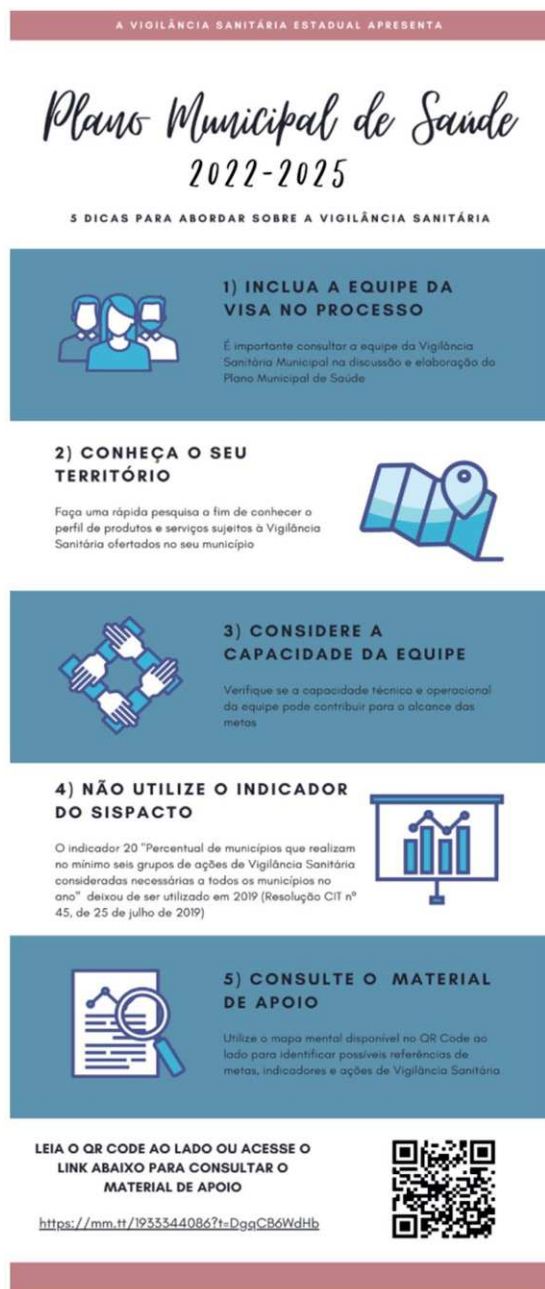 A VIGILÂNCIA SANITÁRIA ESTADUAL APRESENTA
Plano Municipal de Saúde
2022-2025
5 DICAS PARA ABORDAR SOBRE A VIGILÂNCIA SANITÁRIA
1) INCLUA A EQUIPE DA
VISA NO PROCESSO
É importante consultar a equipe da Vigilância
Sanitária Municipal na discussão e elaboração do
Plano Municipal de Saúde
2) CONHEÇA O SEU
TERRITÓRIO
Faça uma rápida pesquisa a fim de conhecer o
perfil de produtos e serviços sujeitos à Vigilância
Sanitária ofertados no seu município
3) CONSIDERE A
CAPACIDADE DA EQUIPE
Verifique se a capacidade técnico e operacional
da equipe pode contribuir para o alcance das
metas
4) NÃO UTILIZE O INDICADOR
DO SISPACTO
O indicador 20 "Percentual de municípios que realizam
no mínimo seis grupos de ações de Vigilância Sanitária
consideradas necessárias a todos os municípios no
ano" deixou de ser utilizado em 2019 (Resolução CIT nº
45, de 25 de julho de 2019)
5) CONSULTE O MATERIAL
DE APOIO
Utilize o mapa mental disponível no QR Code ao
lado para identificar possíveis referências de
metas, indicadores e ações de Vigilância Sanitária
LEIA O QR CODE AO LADO OU ACESSE O
LINK ABAIXO PARA CONSULTAR O
MATERIAL DE APOIO
https://mm.tt/1933344086?t=DgqCB6WdHb